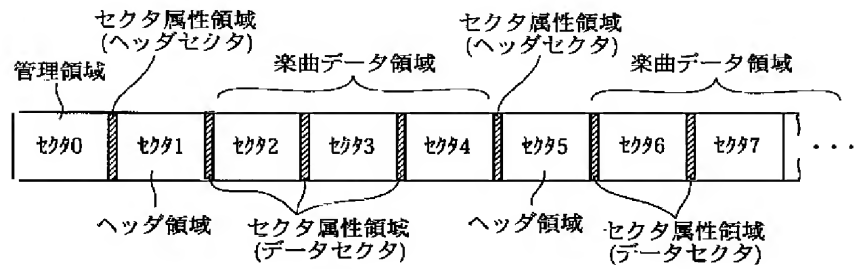 セクタ属性領域
(ヘッダセクタ)
セクタ属性領域
(ヘッダセクタ)
管理領域
楽曲データ領域
楽曲データ領域
セクタ0
セクタ1
セクタ2
セクタ3
セクタ4
セクタ5
セクタ6
セクタ7
・・・
ヘッダ領域
セクタ属性領域
(データセクタ)
ヘッダ領域
セクタ属性領域
(データセクタ)